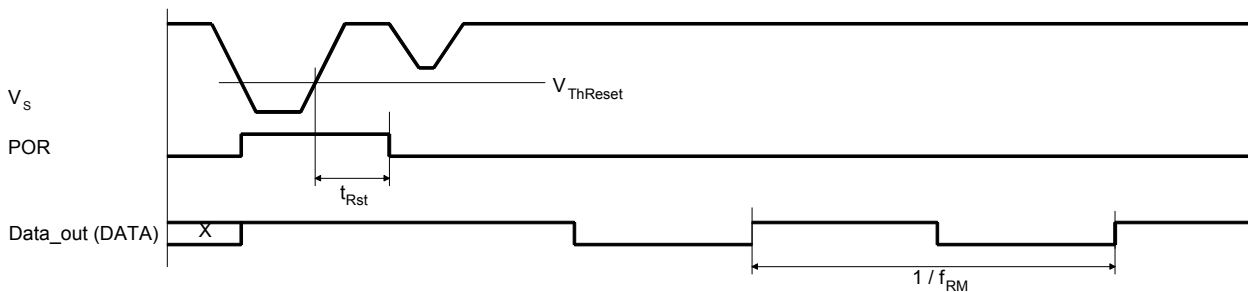 V_ThReset
V_S
POR
t_Rst
Data_out (DATA)
X
1 / f_RM